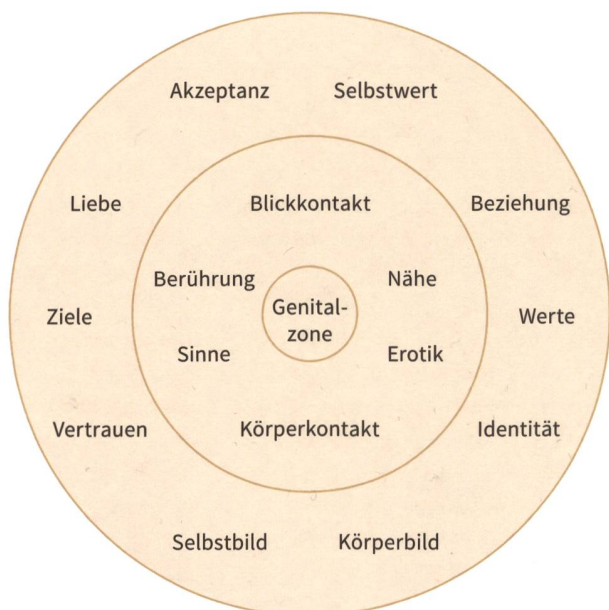 Akzeptanz Selbstwert
Liebe Blickkontakt Beziehung
Berührung Nähe
Genital-
zone
Ziele Werte
Sinne Erotik
Vertrauen Körperkontakt Identität
Selbstbild Körperbild